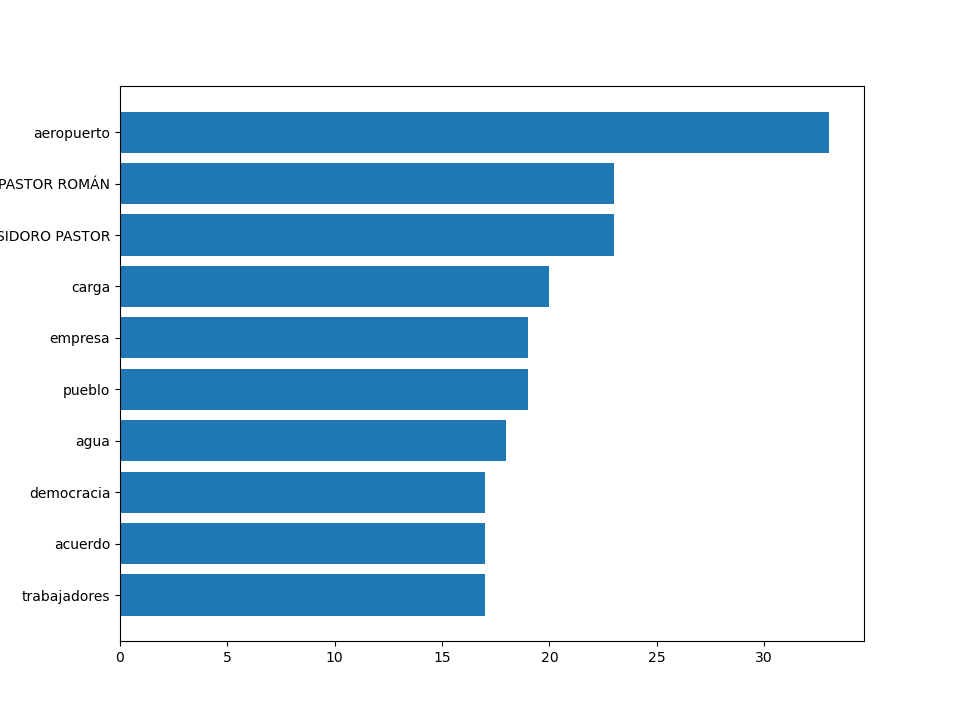 aeropuerto
PASTOR ROMÁN
SIDORO PASTOR
carga
empresa
pueblo
agua
democracia
acuerdo
trabajadores
0 5 10 15 20 25 30